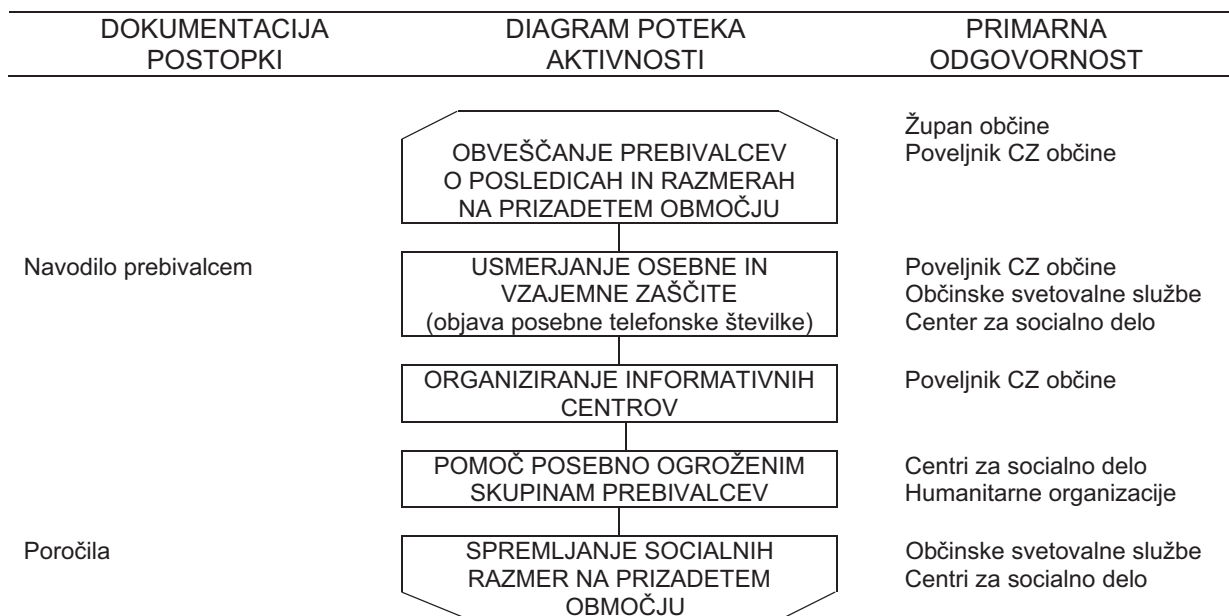 DOKUMENTACIJA
POSTOPKI
DIAGRAM POTEKA
AKTIVNOSTI
PRIMARNA
ODGOVORNOST
OBVEŠČANJE PREBIVALCEV
O POSLEDICAH IN RAZMERAH
NA PRIZADETEM OBMOČJU
Župan občine
Poveljnik CZ občine
Navodilo prebivalcem
USMERJANJE OSEBNE IN
VZAJEMNE ZAŠČITE
(objava posebne telefonske številke)
Poveljnik CZ občine
Občinske svetovalne službe
Center za socialno delo
ORGANIZIRANJE INFORMATIVNIH
CENTROV
Poveljnik CZ občine
POMOČ POSEBNO OGROŽENIM
SKUPINAM PREBIVALCEV
Centri za socialno delo
Humanitarne organizacije
Poročila
SPREMLJANJE SOCIALNIH
RAZMER NA PRIZADETEM
OBMOČJU
Občinske svetovalne službe
Centri za socialno delo